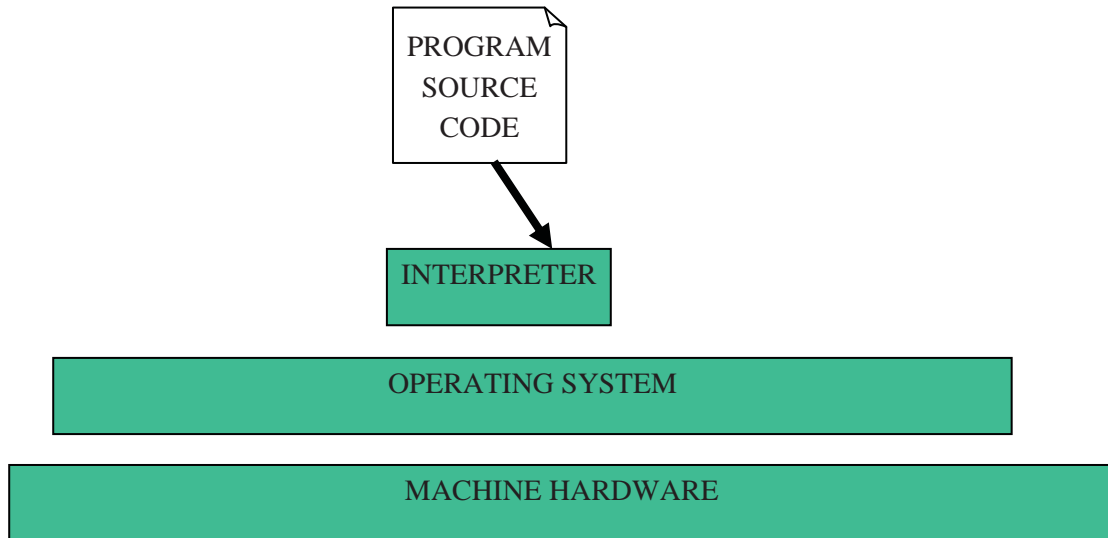 PROGRAM
SOURCE
CODE
INTERPRETER
OPERATING SYSTEM
MACHINE HARDWARE